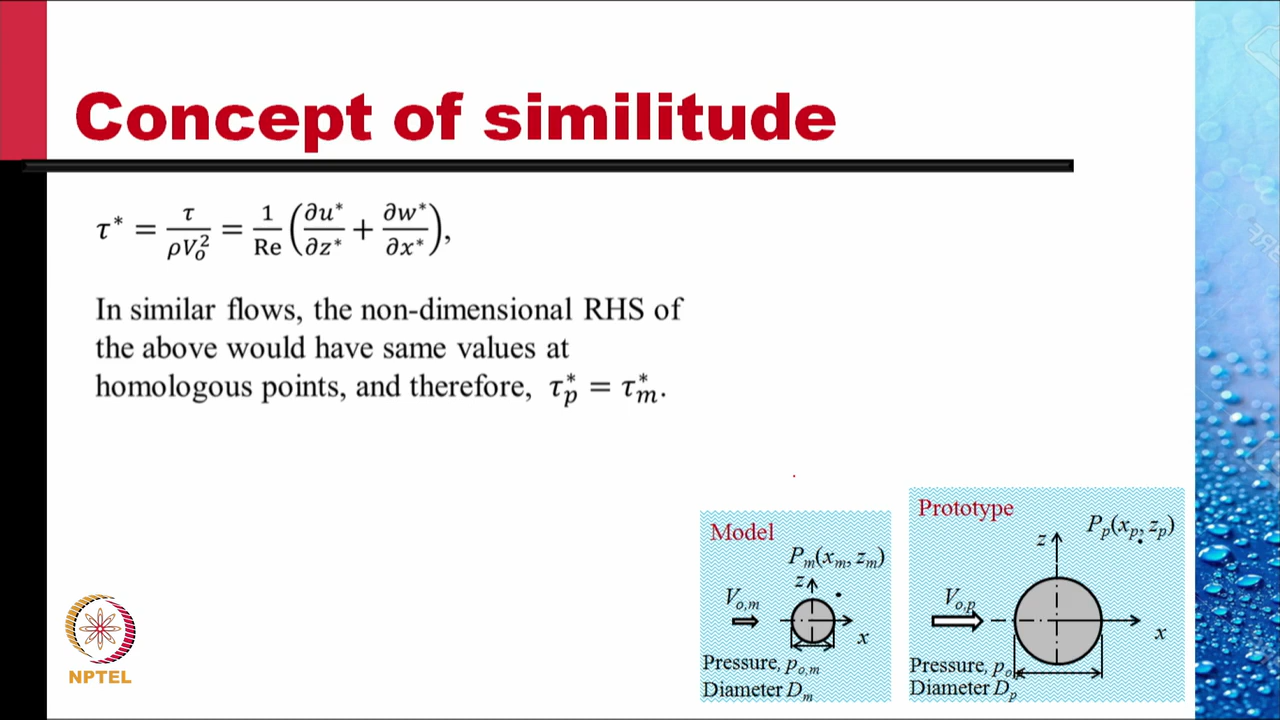 Concept of similitude
τ* = τ/ρV_o^2 = 1/Re (∂u*/∂z* + ∂w*/∂x*),
In similar flows, the non-dimensional RHS of
the above would have same values at
homologous points, and therefore, τ*_p = τ*_m.
Model
P_m(x_m, z_m)
z
V_o,m
x
Pressure, p_o,m
Diameter D_m
Prototype
P_p(x_p, z_p)
z
V_o,p
x
Pressure, p_o
Diameter D_p
NPTEL